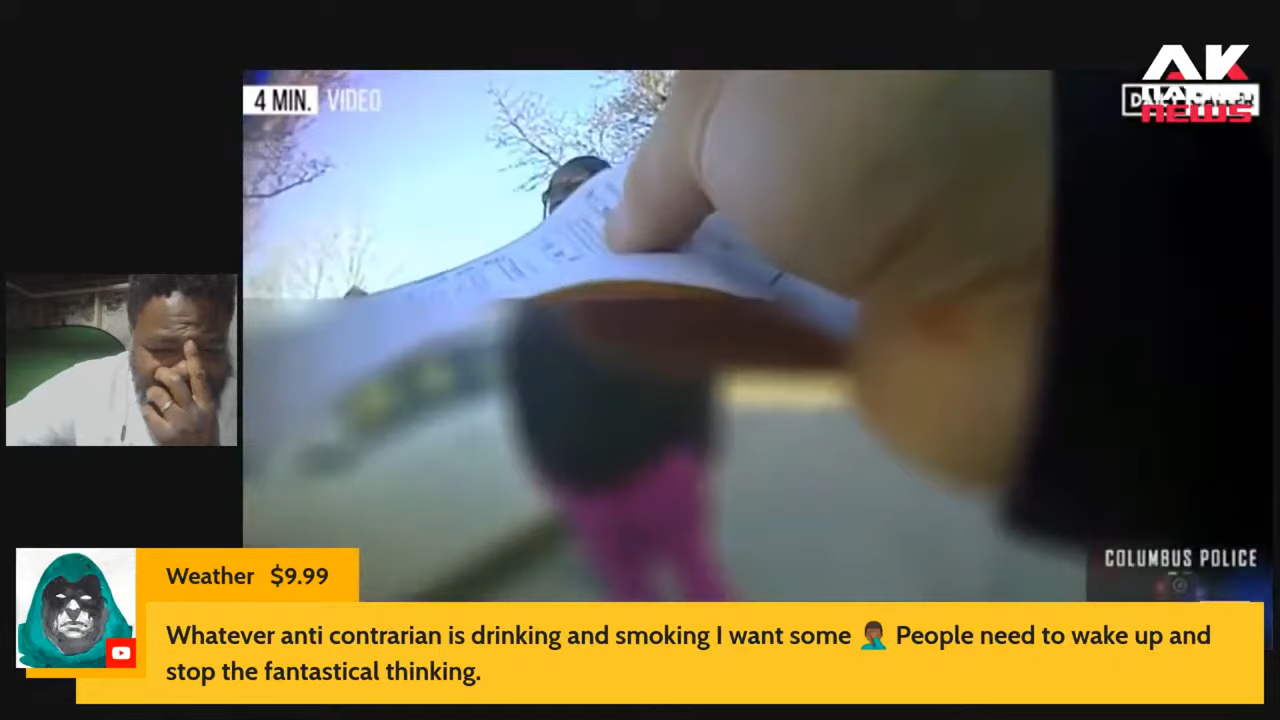 4 MIN. VIDEO
AK
NEWS
COLUMBUS POLICE
Weather $9.99
Whatever anti contrarian is drinking and smoking I want some 🤦🏾‍♂️ People need to wake up and
stop the fantastical thinking.